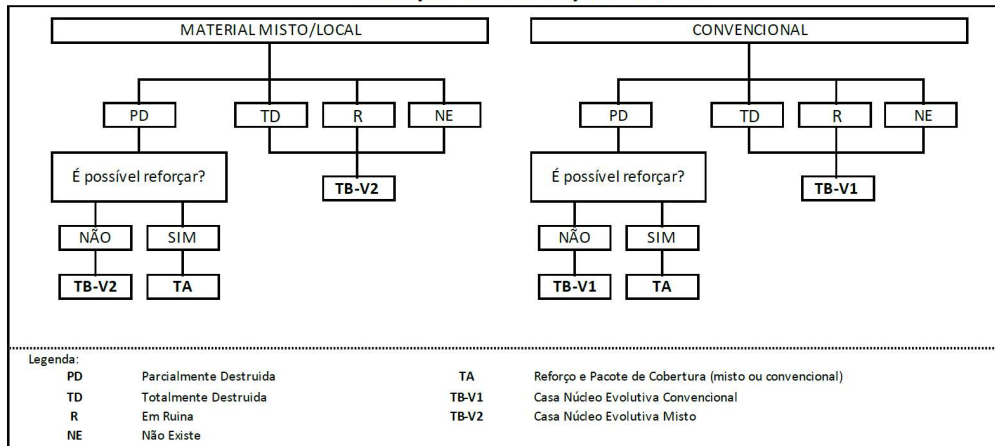 MATERIAL MISTO/LOCAL
PD TD R NE
É possível reforçar?
TB-V2
NÃO SIM
TB-V2 TA
CONVENCIONAL
PD TD R NE
É possível reforçar?
TB-V1
NÃO SIM
TB-V1 TA
Legenda:
PD Parcialmente Destruida
TD Totalmente Destruida
R Em Ruina
NE Não Existe
TA Reforço e Pacote de Cobertura (misto ou convencional)
TB-V1 Casa Núcleo Evolutiva Convencional
TB-V2 Casa Núcleo Evolutiva Misto